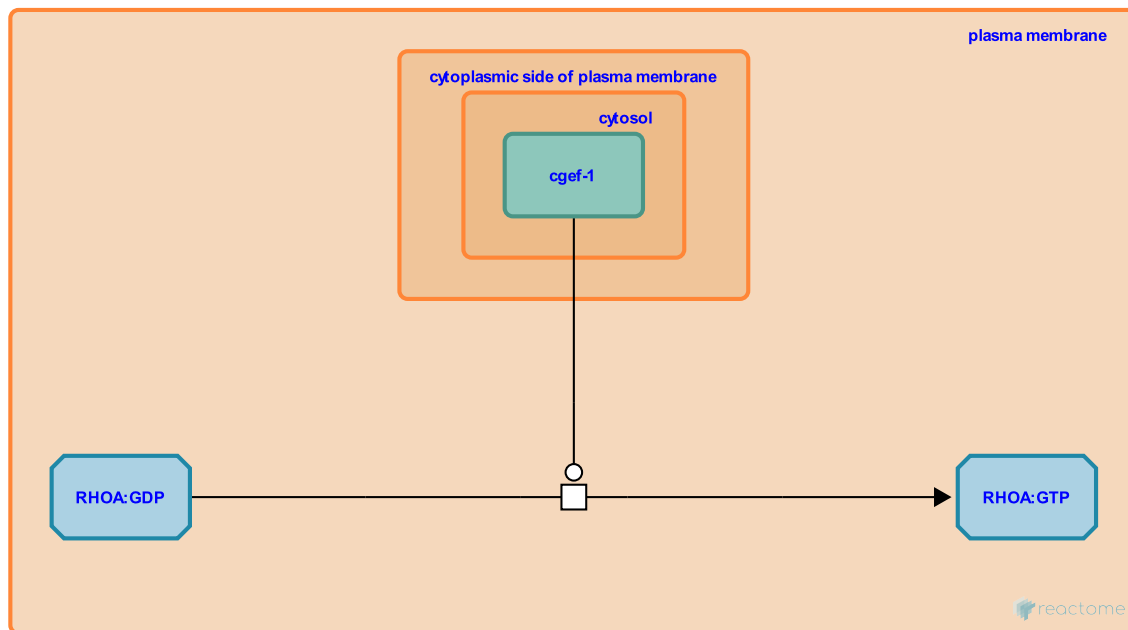 plasma membrane
cytoplasmic side of plasma membrane
cytosol
cgef-1
RHOA:GDP
RHOA:GTP
reactome